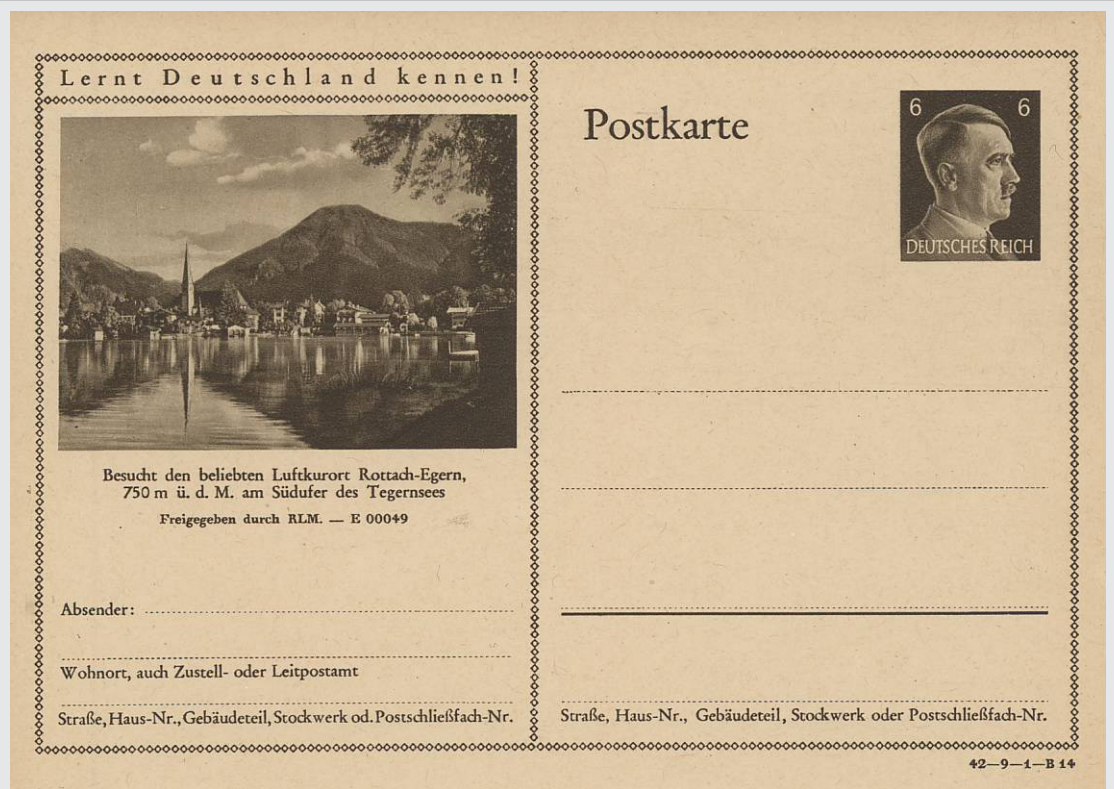 Lernt Deutschland kennen!
Postkarte
6 6
DEUTSCHES REICH
Besucht den beliebten Luftkurort Rottach-Egern,
750 m ü. d. M. am Südufer des Tegernsees
Freigegeben durch RLM. — E 00049
Absender:
Wohnort, auch Zustell- oder Leitpostamt
Straße, Haus-Nr., Gebäudeteil, Stockwerk od. Postschließfach-Nr.
Straße, Haus-Nr., Gebäudeteil, Stockwerk oder Postschließfach-Nr.
42—9—1—B 14